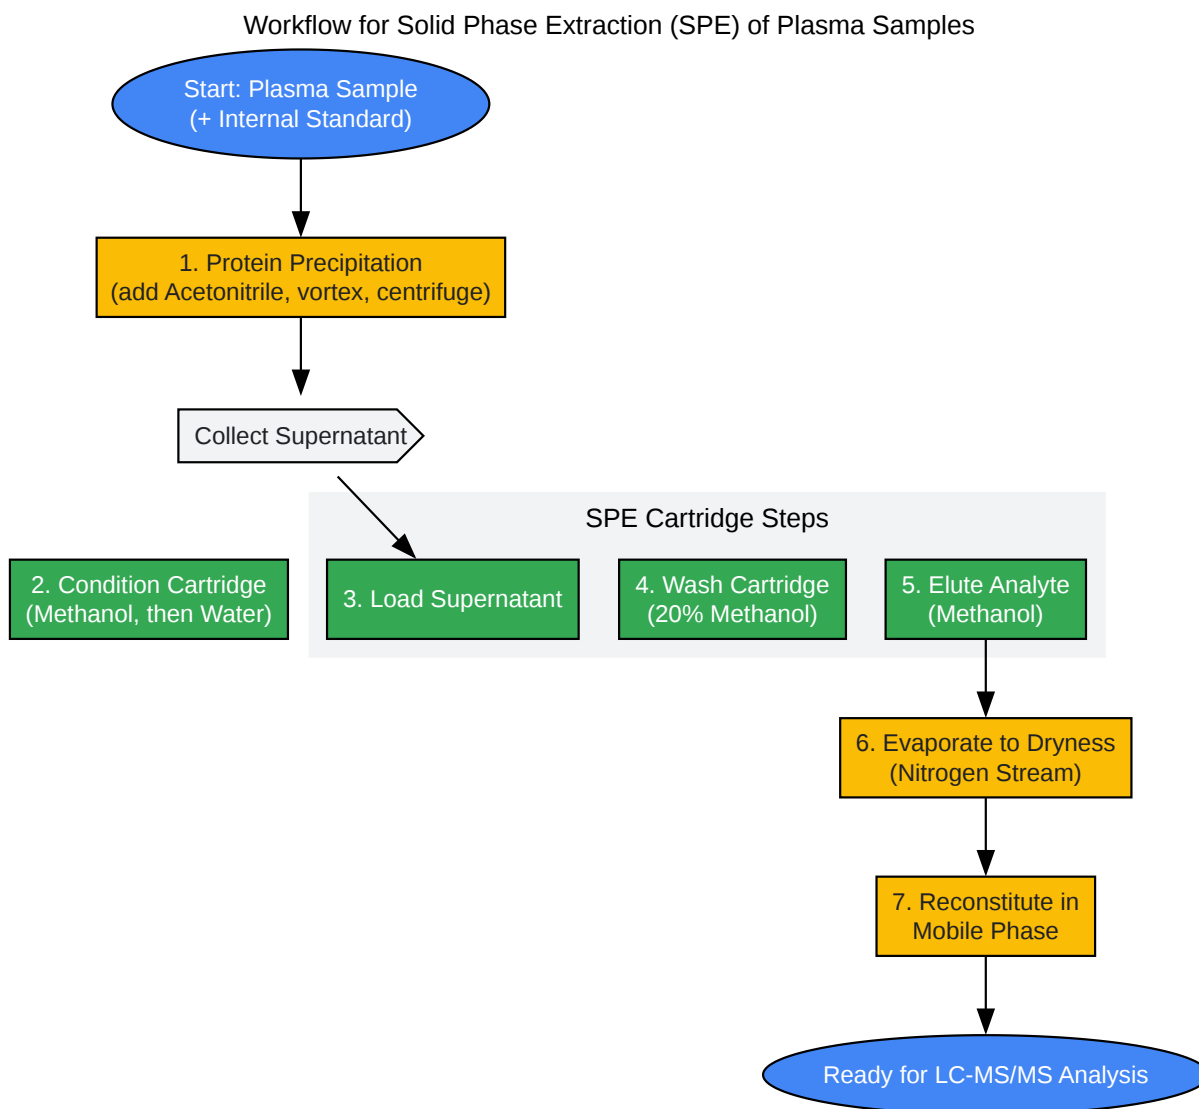 Workflow for Solid Phase Extraction (SPE) of Plasma Samples
Start: Plasma Sample
(+ Internal Standard)
1. Protein Precipitation
(add Acetonitrile, vortex, centrifuge)
Collect Supernatant
SPE Cartridge Steps
2. Condition Cartridge
(Methanol, then Water)
3. Load Supernatant
4. Wash Cartridge
(20% Methanol)
5. Elute Analyte
(Methanol)
6. Evaporate to Dryness
(Nitrogen Stream)
7. Reconstitute in
Mobile Phase
Ready for LC-MS/MS Analysis